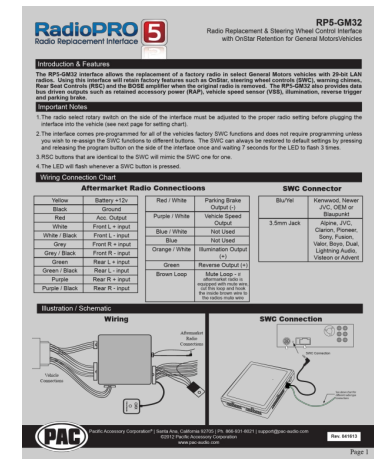 RadioPRO 5
Radio Replacement Interface
RP5-GM32
Radio Replacement & Steering Wheel Control Interface
with OnStar Retention for General MotorsVehicles
Introduction & Features
The RP5-GM32 interface allows the replacement of a factory radio in select General Motors vehicles with 29-bit LAN
radios. Using this interface will retain factory features such as OnStar, steering wheel controls (SWC), warning chimes,
Rear Seat Controls (RSC) and the BOSE amplifier when the original radio is removed. The RP5-GM32 also provides data
bus driven outputs such as retained accessory power (RAP), vehicle speed sensor (VSS), illumination, reverse trigger
and parking brake.
Important Notes
1. The radio select rotary switch on the side of the interface must be adjusted to the proper radio setting before plugging the
interface into the vehicle (see next page for setting chart).
2. The interface comes pre-programmed for all of the vehicles factory SWC functions and does not require programming unless
you wish to re-assign the SWC functions to different buttons. The SWC can always be restored to default settings by pressing
and releasing the program button on the side of the interface once and waiting 7 seconds for the LED to flash 3 times.
3. RSC buttons that are identical to the SWC will mimic the SWC one for one.
4. The LED will flash whenever a SWC button is pressed.
Wiring Connection Chart
Aftermarket Radio Connectiouns
Yellow Battery +12v
Black Ground
Red Acc. Output
White Front L + input
White / Black Front L - input
Grey Front R + input
Grey / Black Front R - input
Green Rear L + input
Green / Black Rear L - input
Purple Rear R + input
Purple / Black Rear R - input
Red / White Parking Brake
Output (-)
Purple / White Vehicle Speed
Output
Blue / White Not Used
Blue Not Used
Orange / White Illumination Output
(+)
Green Reverse Output (+)
Brown Loop Mute Loop - if
aftermarket radio is
equipped with mute wire,
cut this loop and hook
the inside brown wire to
the radios mute wire
SWC Connector
Blu/Yel Kenwood, Newer
JVC, OEM or
Blaupunkt
3.5mm Jack Alpine, JVC,
Clarion, Pioneer,
Sony, Fusion,
Valor, Boys, Dual,
Lightning Audio,
Visteon or Advent
Illustration / Schematic
Wiring
Aftermarket
Radio
Connections
Vehicle
Connections
SWC Connection
SWC Connection
PAC
Pacific Accessory Corporation® | Santa Ana, California 92705 | Ph. 866-931-8021 | support@pac-audio.com
©2012 Pacific Accessory Corporation
www.pac-audio.com
Rev. 041613
Page 1